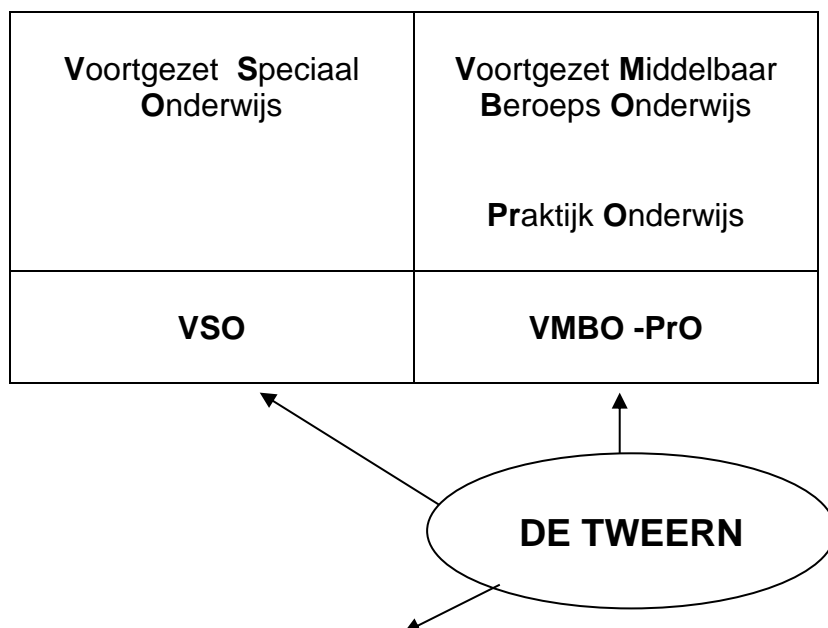 Voortgezet Speciaal
Onderwijs
Voortgezet Middelbaar
Beroeps Onderwijs
Praktijk Onderwijs
VSO
VMBO -PrO
DE TWEERN